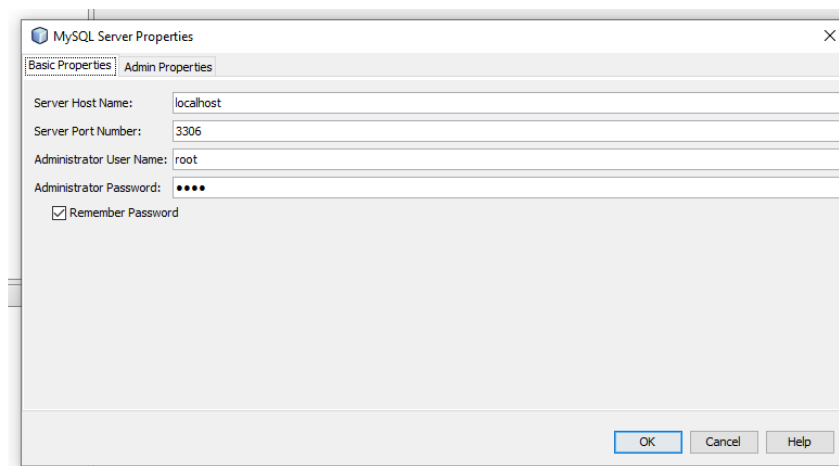 MySQL Server Properties
Basic Properties Admin Properties
Server Host Name: localhost
Server Port Number: 3306
Administrator User Name: root
Administrator Password: ••••
Remember Password
OK Cancel Help